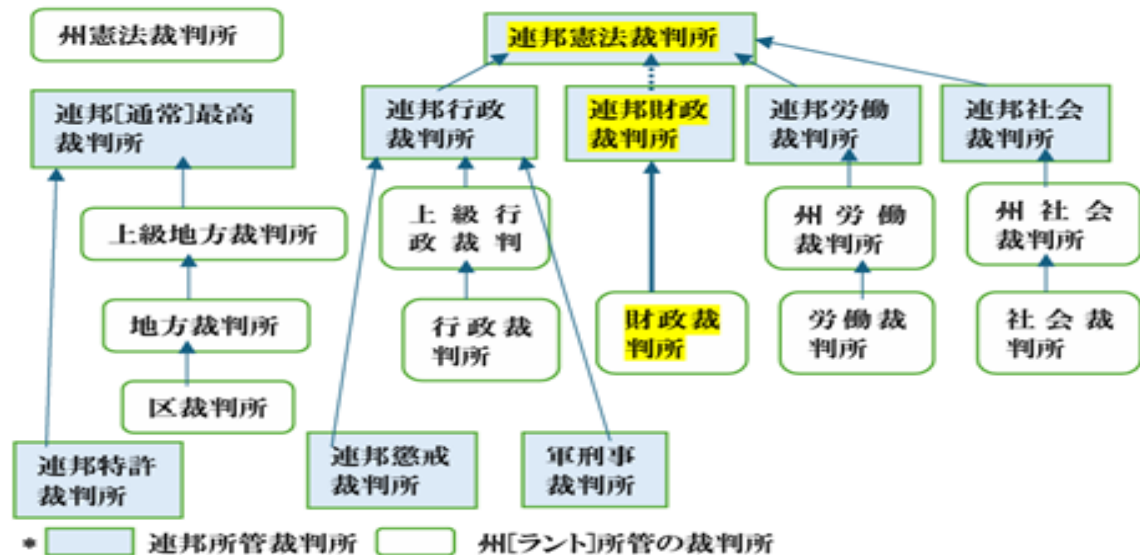 州憲法裁判所
連邦憲法裁判所
連邦[通常]最高
裁判所
連邦行政
裁判所
連邦財政
裁判所
連邦労働
裁判所
連邦社会
裁判所
上級地方裁判所
上級行
政裁判
州労働
裁判所
州社会
裁判所
地方裁判所
行政裁
判所
財政裁
判所
労働裁
判所
社会裁
判所
区裁判所
連邦特許
裁判所
連邦懲戒
裁判所
軍刑事
裁判所
* 連邦所管裁判所 州[ラント]所管の裁判所